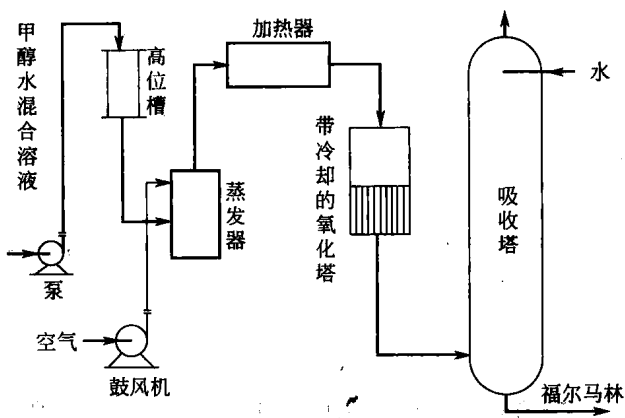 甲醇水混合溶液
高位槽
加热器
带冷却的氧化塔
水
蒸发器
吸收塔
泵
空气
鼓风机
福尔马林